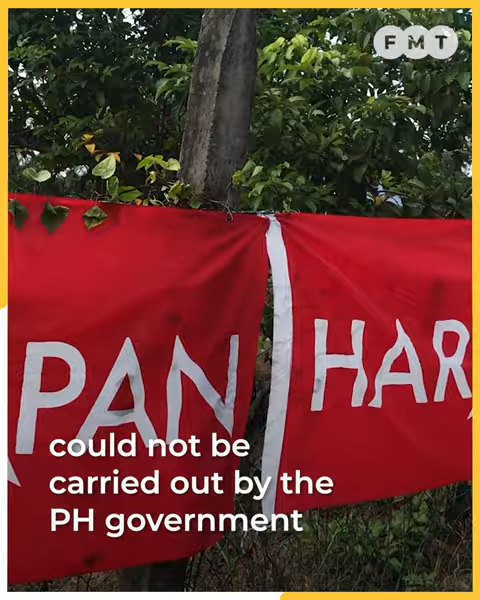 FMT
PAN HAR
could not be
carried out by the
PH government